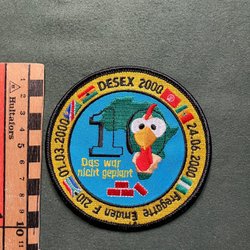 DESEX 2000
01.03.2000
24.06.2000
1
Das war
nicht geplant
Fregatte Emden F 210
Hultafors